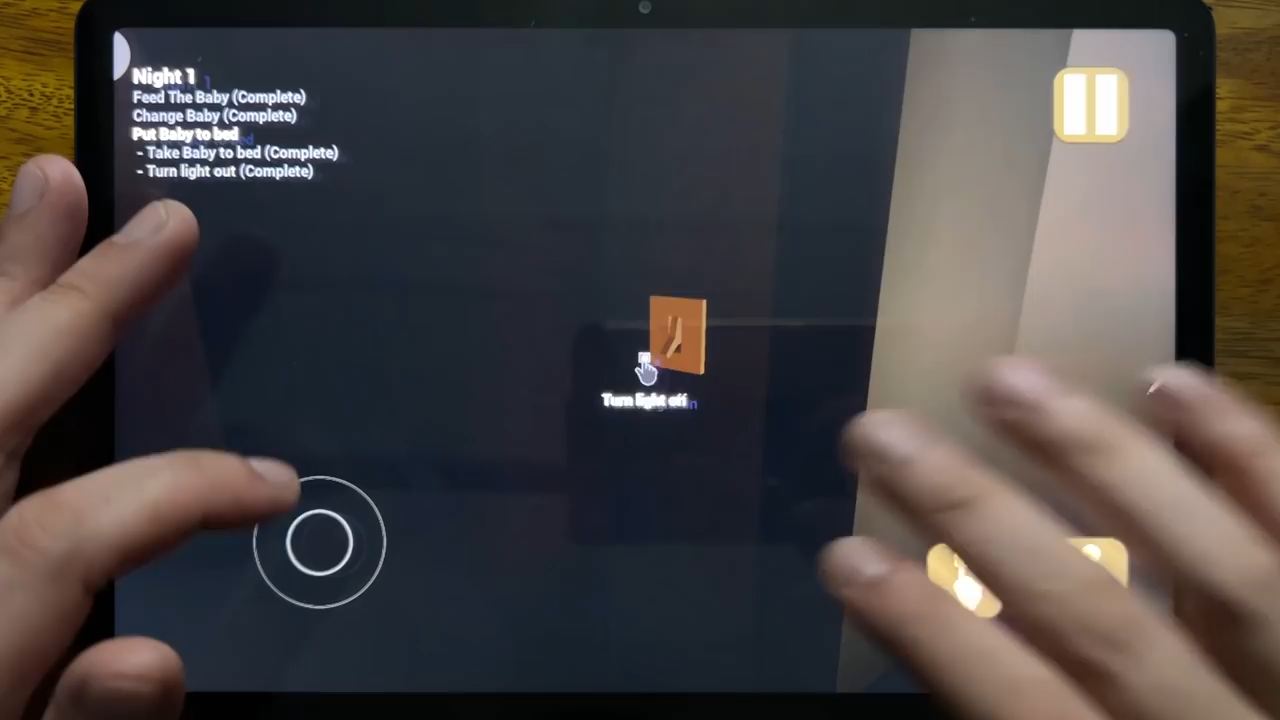 Night 1
Feed The Baby (Complete)
Change Baby (Complete)
Put Baby to bed
- Take Baby to bed (Complete)
- Turn light out (Complete)
Turn light off